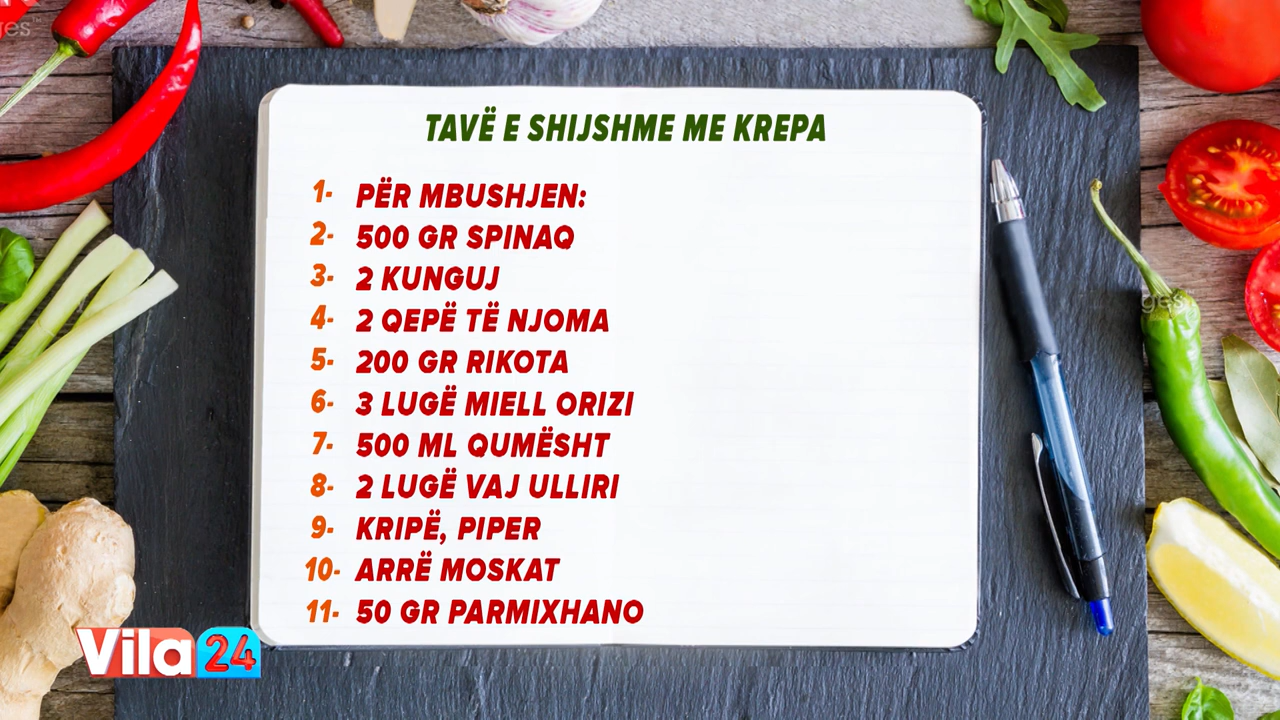 TAVË E SHIJSHME ME KREPA
1- PËR MBUSHJEN:
2- 500 GR SPINAQ
3- 2 KUNGUJ
4- 2 QEPË TË NJOMA
5- 200 GR RIKOTA
6- 3 LUGË MIELL ORIZI
7- 500 ML QUMËSHT
8- 2 LUGË VAJ ULLIRI
9- KRIPË, PIPER
10- ARRË MOSKAT
11- 50 GR PARMIXHANO
Vila 24